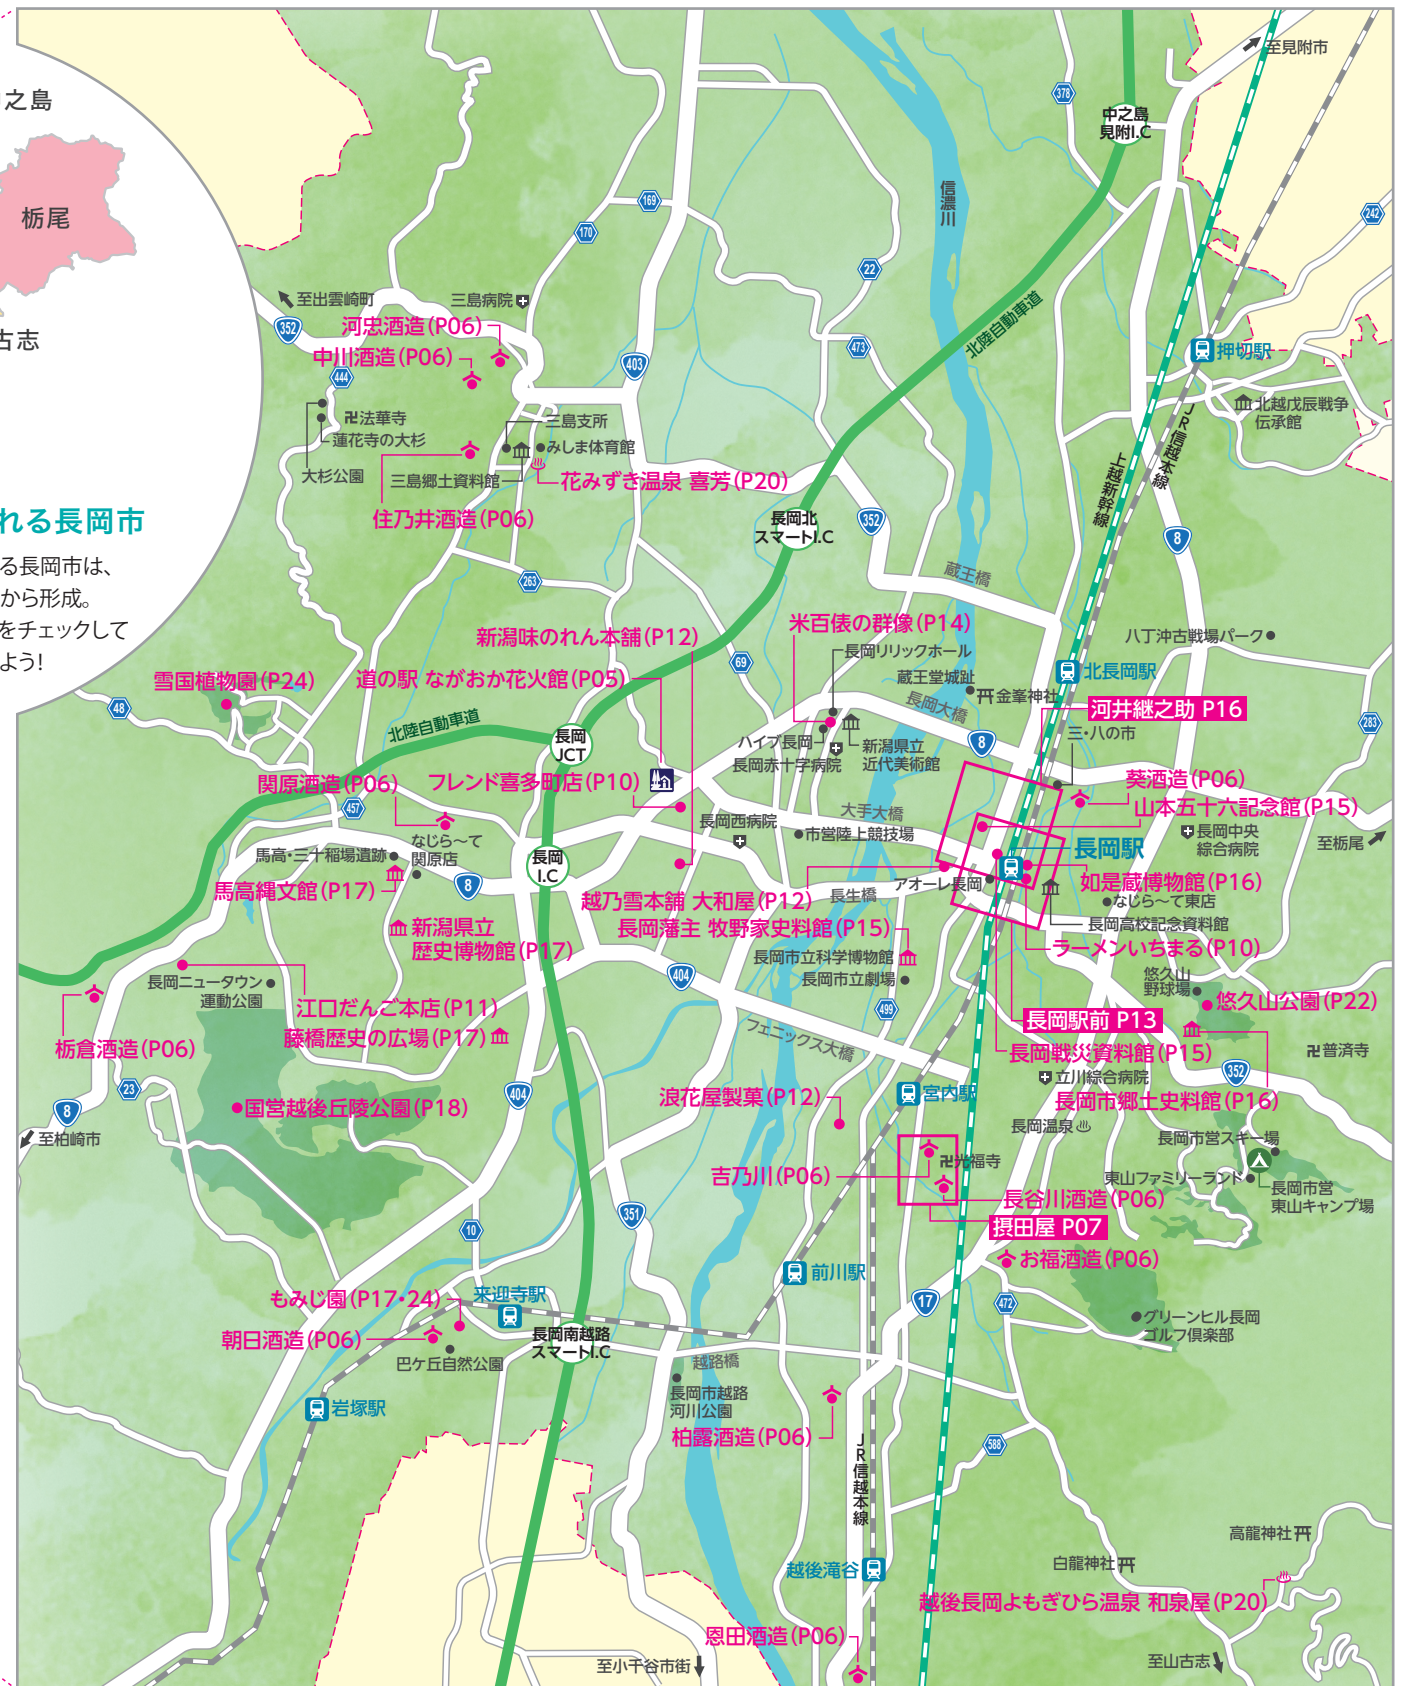 之島
栃尾
古志
れる長岡市
る長岡市は、
から形成。
をチェックして
よう!
至見附市
378
中之島
見附I.C
信濃川
169
170
242
22
至出雲崎町
三島病院
352
河忠酒造(P06)
中川酒造(P06)
403
473
北陸自動車道
押切駅
444
卍法華寺
蓮花寺の大杉
大杉公園
三島支所
みしま体育館
三島郷土資料館
花みずき温泉 喜芳(P20)
住乃井酒造(P06)
北越戊辰戦争
伝承館
JR信越本線
上越新幹線
長岡北
スマートI.C
352
8
263
蔵王橋
新潟味のれん本舗(P12)
米百俵の群像(P14)
長岡リリックホール
八丁沖古戦場パーク
69
蔵王堂城址
金峯神社
北長岡駅
雪国植物園(P24)
道の駅 ながおか花火館(P05)
長岡大橋
河井継之助 P16
三・八の市
48
283
北陸自動車道
長岡
JCT
ハイブ長岡
長岡赤十字病院
新潟県立
近代美術館
8
関原酒造(P06)
フレンド喜多町店(P10)
葵酒造(P06)
山本五十六記念館(P15)
457
大手大橋
長岡西病院
市営陸上競技場
長岡中央
綜合病院
至栃尾
なじら〜て
関原店
馬高・三十稲場遺跡
長岡
I.C
長岡駅
馬高縄文館(P17)
8
越乃雪本舗 大和屋(P12)
長生橋
アオーレ長岡
如是蔵博物館(P16)
なじら〜て東店
新潟県立
歴史博物館(P17)
長岡藩主 牧野家史料館(P15)
長岡高校記念資料館
長岡市立科学博物館
ラーメンいちまる(P10)
長岡ニュータウン
運動公園
404
長岡市立劇場
悠久山
野球場
悠久山公園(P22)
江口だんご本店(P11)
499
長岡駅前 P13
藤橋歴史の広場(P17)
フェニックス大橋
栃倉酒造(P06)
長岡戦災資料館(P15)
卍普済寺
23
404
立川綜合病院
352
国営越後丘陵公園(P18)
浪花屋製菓(P12)
宮内駅
長岡市郷土史料館(P16)
8
至柏崎市
長岡温泉
長岡市営スキー場
卍光福寺
吉乃川(P06)
東山ファミリーランド
長岡市営
東山キャンプ場
長谷川酒造(P06)
351
摂田屋 P07
10
お福酒造(P06)
前川駅
もみじ園(P17・24)
来迎寺駅
17
472
朝日酒造(P06)
長岡南越路
スマートI.C
グリーンヒル長岡
ゴルフ倶楽部
巴ケ丘自然公園
越路橋
長岡市越路
河川公園
岩塚駅
柏露酒造(P06)
JR信越本線
588
高龍神社
越後滝谷
白龍神社
越後長岡よもぎひら温泉 和泉屋(P20)
恩田酒造(P06)
至小千谷市街
至山古志